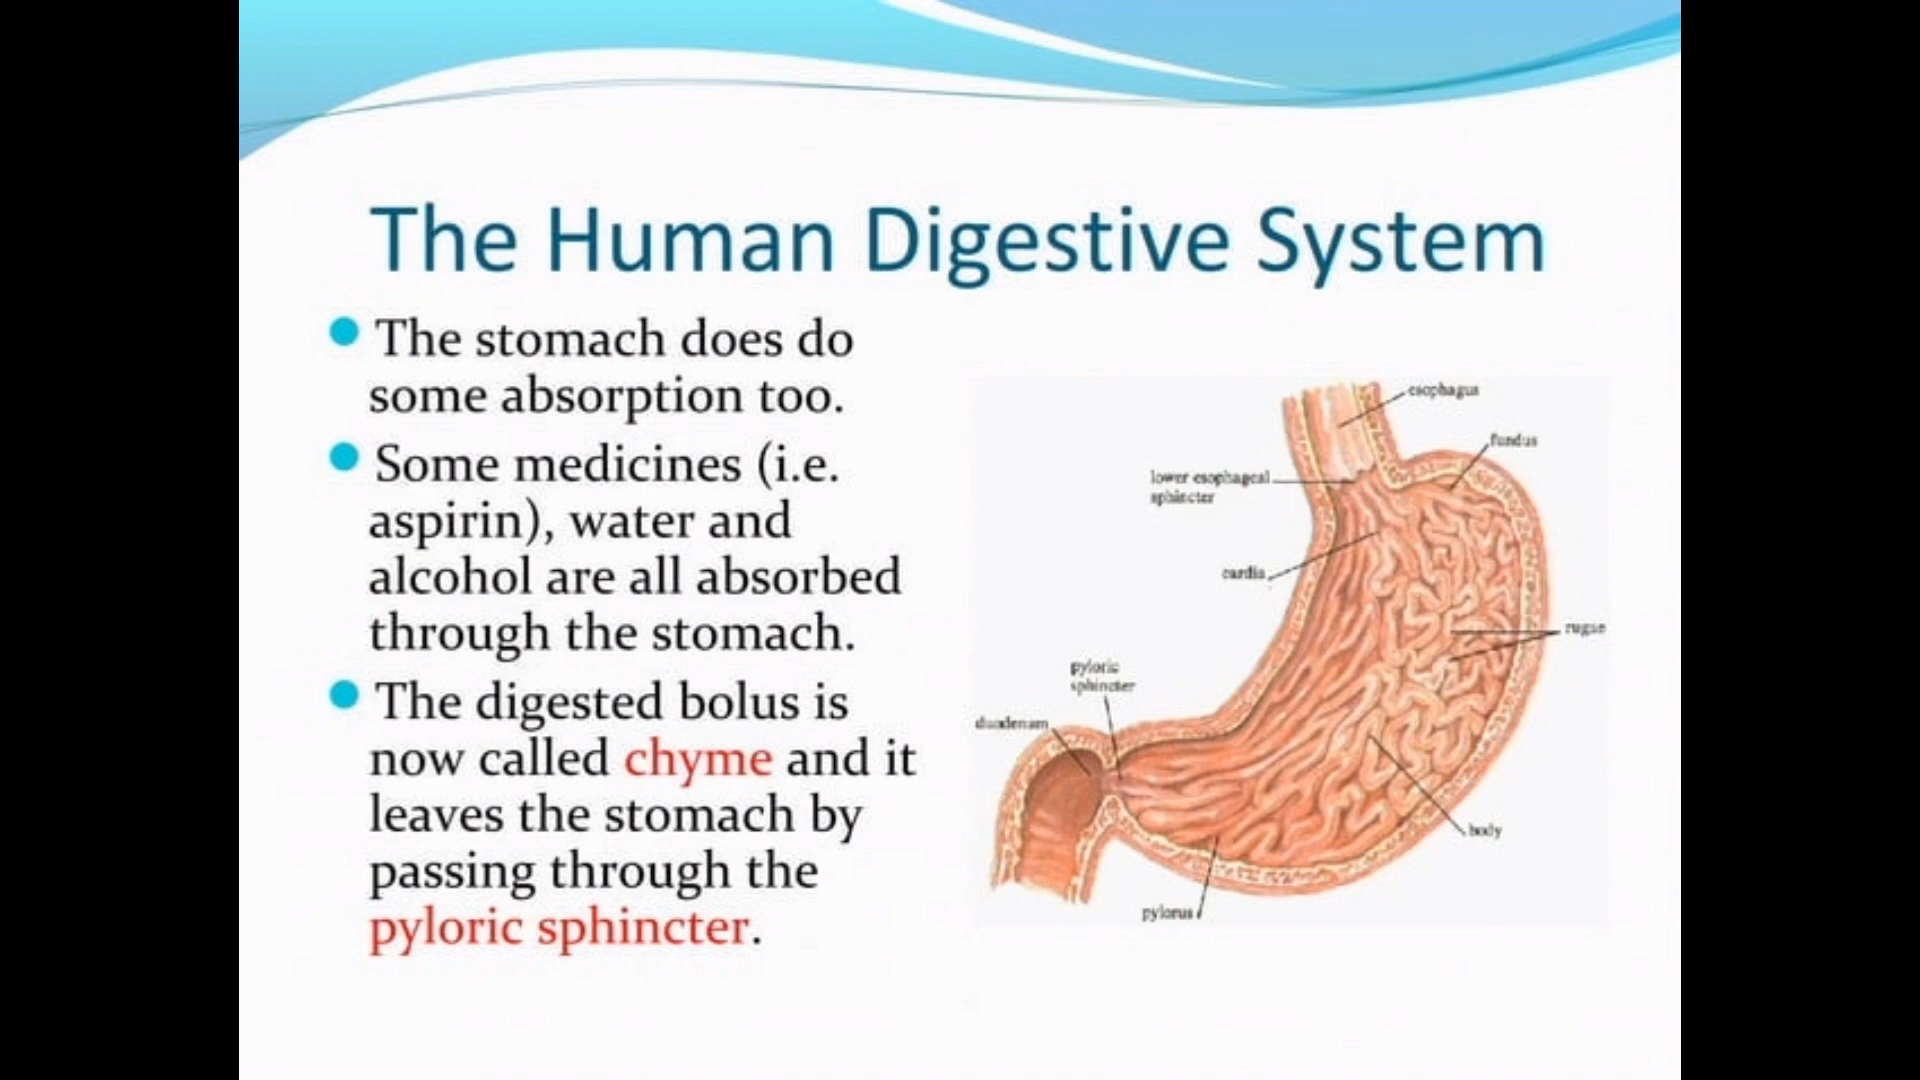 The Human Digestive System
The stomach does do
some absorption too.
Some medicines (i.e.
aspirin), water and
alcohol are all absorbed
through the stomach.
The digested bolus is
now called chyme and it
leaves the stomach by
passing through the
pyloric sphincter.
esophagus
fundus
lower esophageal
sphincter
cardia
rugae
pyloric
sphincter
duodenum
body
pylorus